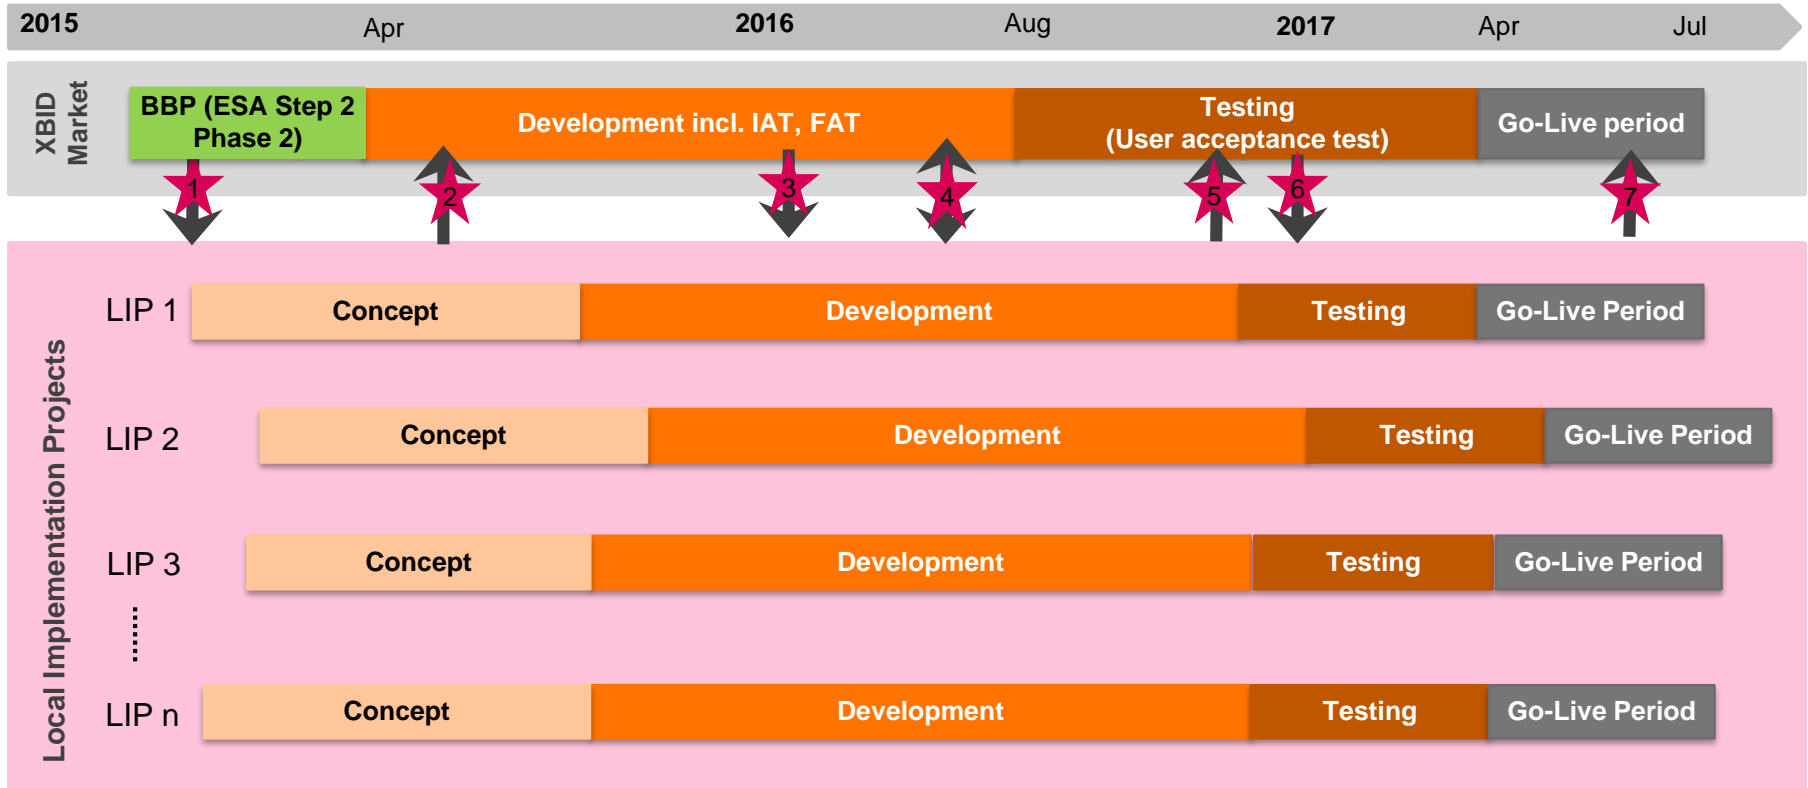 2015 Apr 2016 Aug 2017 Apr Jul
XBID
Market
BBP (ESA Step 2
Phase 2)
Development incl. IAT, FAT
Testing
(User acceptance test)
Go-Live period
1 2 3 4 5 6 7
Local Implementation Projects
LIP 1 Concept Development Testing Go-Live Period
LIP 2 Concept Development Testing Go-Live Period
LIP 3 Concept Development Testing Go-Live Period
LIP n Concept Development Testing Go-Live Period